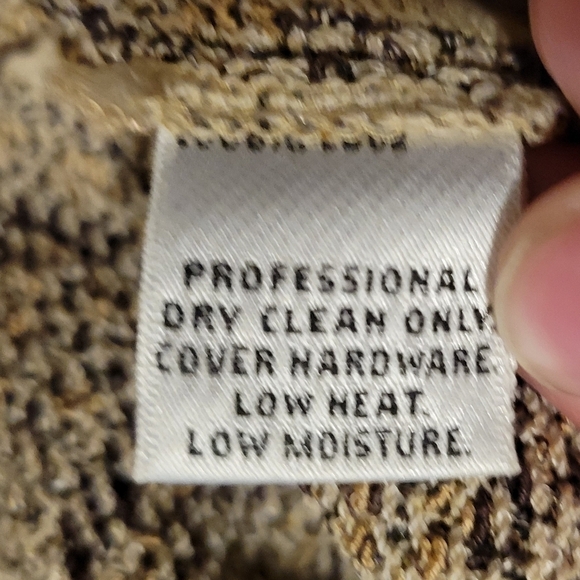 PROFESSIONAL
DRY CLEAN ONLY
COVER HARDWARE.
LOW HEAT.
LOW MOISTURE.